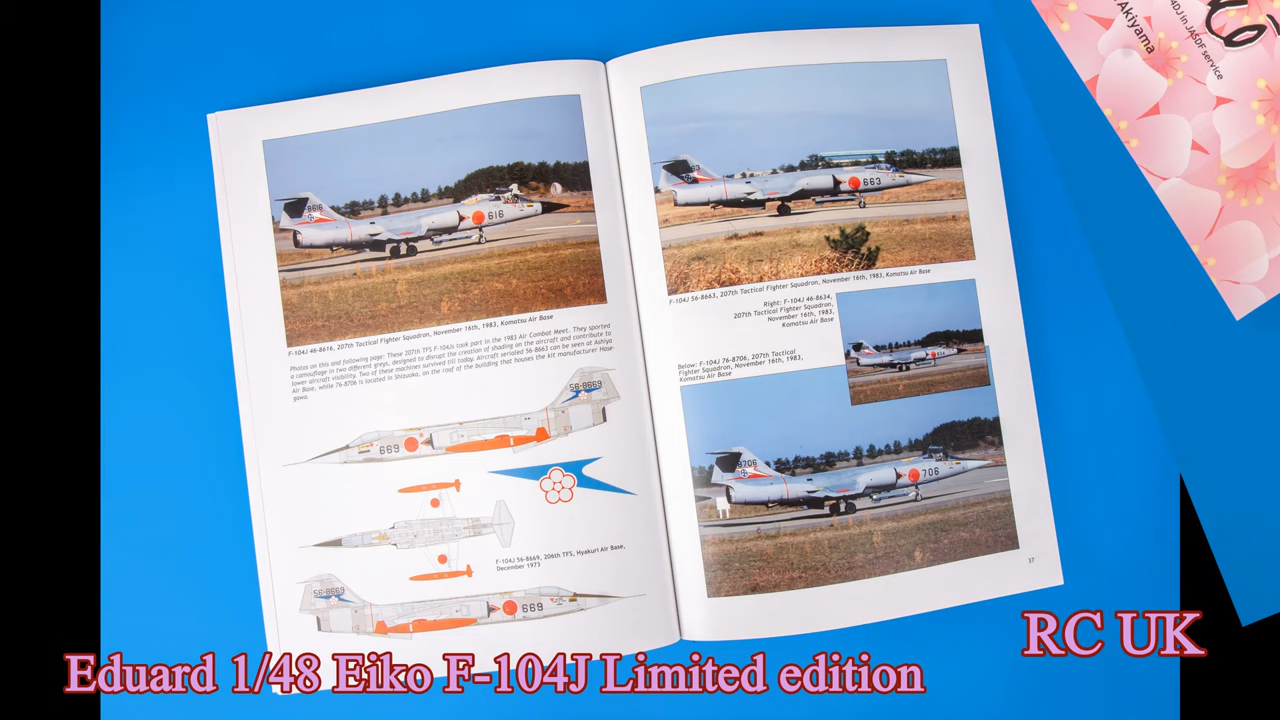 8616
616
F-104J 46-8616, 207th Tactical Fighter Squadron, November 16th, 1983, Komatsu Air Base
Photos on this and following page: These 207th TFS F-104Js took part in the 1983 Air Combat Meet. They sported
a camouflage in two different greys, designed to disrupt the creation of shading on the aircraft and contribute to
lower aircraft visibility. Two of these machines survived till today. Aircraft serialed 56-8663 can be seen at Ashiya
Air Base, while 76-8706 is located in Shizuoka, on the roof of the building that houses the kit manufacturer Hase-
gawa.
56-8669
669
F-104J 56-8669, 206th TFS, Hyakuri Air Base,
December 1973
56-8669
669
663
F-104J 56-8663, 207th Tactical Fighter Squadron, November 16th, 1983, Komatsu Air Base
Right: F-104J 46-8634,
207th Tactical Fighter Squadron,
November 16th, 1983,
Komatsu Air Base
634
Below: F-104J 76-8706, 207th Tactical
Fighter Squadron, November 16th, 1983,
Komatsu Air Base
8706
706
37
Akiyama
4DJ in JASDF service
RC UK
Eduard 1/48 Eiko F-104J Limited edition